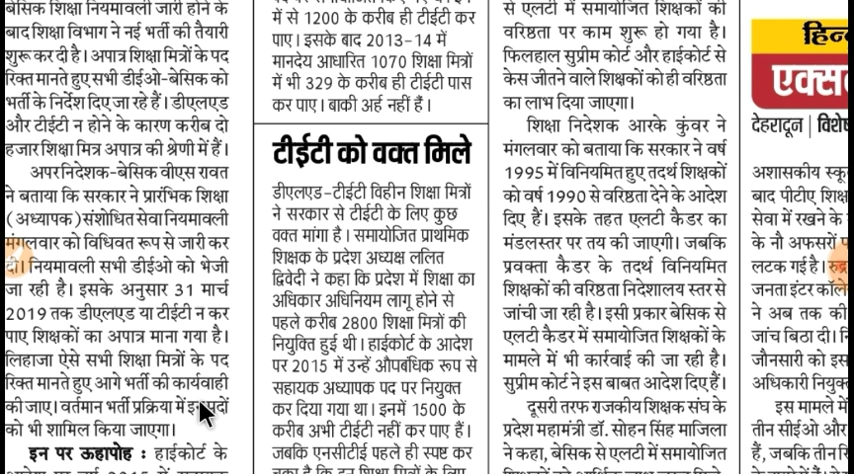 बेसिक शिक्षा नियमावली जारी होने के
बाद शिक्षा विभाग ने नई भर्ती की तैयारी
शुरू कर दी है। अपात्र शिक्षा मित्रों के पद
रिक्त मानते हुए सभी डीईओ-बेसिक को
भर्ती के निर्देश दिए जा रहे हैं। डीएलएड
और टीईटी न होने के कारण करीब दो
हजार शिक्षा मित्र अपात्र की श्रेणी में हैं।
अपर निदेशक-बेसिक वीएस रावत
ने बताया कि सरकार ने प्रारंभिक शिक्षा
(अध्यापक) संशोधित सेवा नियमावली
मंगलवार को विधिवत रूप से जारी कर
दी। नियमावली सभी डीईओ को भेजी
जा रही है। इसके अनुसार 31 मार्च
2019 तक डीएलएड या टीईटी न कर
पाए शिक्षकों का अपात्र माना गया है।
लिहाजा ऐसे सभी शिक्षा मित्रों के पद
रिक्त मानते हुए आगे भर्ती की कार्यवाही
की जाए। वर्तमान भर्ती प्रक्रिया में इन पदों
को भी शामिल किया जाएगा।
इन पर ऊहापोह : हाईकोर्ट के
में से 1200 के करीब ही टीईटी कर
पाए। इसके बाद 2013-14 में
मानदेय आधारित 1070 शिक्षा मित्रों
में भी 329 के करीब ही टीईटी पास
कर पाए। बाकी अर्ह नहीं हैं।
टीईटी को वक्त मिले
डीएलएड-टीईटी विहीन शिक्षा मित्रों
ने सरकार से टीईटी के लिए कुछ
वक्त मांगा है। समायोजित प्राथमिक
शिक्षक के प्रदेश अध्यक्ष ललित
द्विवेदी ने कहा कि प्रदेश में शिक्षा का
अधिकार अधिनियम लागू होने से
पहले करीब 2800 शिक्षा मित्रों की
नियुक्ति हुई थी। हाईकोर्ट के आदेश
पर 2015 में उन्हें औपबंधिक रूप से
सहायक अध्यापक पद पर नियुक्त
कर दिया गया था। इनमें 1500 के
करीब अभी टीईटी नहीं कर पाए हैं।
जबकि एनसीटीई पहले ही स्पष्ट कर
चुका है कि इन शिक्षा मित्रों के लिए
से एलटी में समायोजित शिक्षकों की
वरिष्ठता पर काम शुरू हो गया है।
फिलहाल सुप्रीम कोर्ट और हाईकोर्ट से
केस जीतने वाले शिक्षकों को ही वरिष्ठता
का लाभ दिया जाएगा।
शिक्षा निदेशक आरके कुंवर ने
मंगलवार को बताया कि सरकार ने वर्ष
1995 में विनियमित हुए तदर्थ शिक्षकों
को वर्ष 1990 से वरिष्ठता देने के आदेश
दिए हैं। इसके तहत एलटी कैडर का
मंडलस्तर पर तय की जाएगी। जबकि
प्रवक्ता कैडर के तदर्थ विनियमित
शिक्षकों की वरिष्ठता निदेशालय स्तर से
जांची जा रही है। इसी प्रकार बेसिक से
एलटी कैडर में समायोजित शिक्षकों के
मामले में भी कार्रवाई की जा रही है।
सुप्रीम कोर्ट ने इस बाबत आदेश दिए हैं।
दूसरी तरफ राजकीय शिक्षक संघ के
प्रदेश महामंत्री डॉ. सोहन सिंह माजिला
ने कहा, बेसिक से एलटी में समायोजित
हिन्
एक्स
देहरादून | विशेष
अशासकीय स्कू
बाद पीटीए शिक्ष
सेवा में रखने के
के नौ अफसरों
लटक गई है। रुद्र
जनता इंटर कॉले
ने अब तक की
जांच बिठा दी।
जौनसारी को इस
अधिकारी नियुक्
इस मामले में
तीन सीईओ और
हैं, जबकि तीन